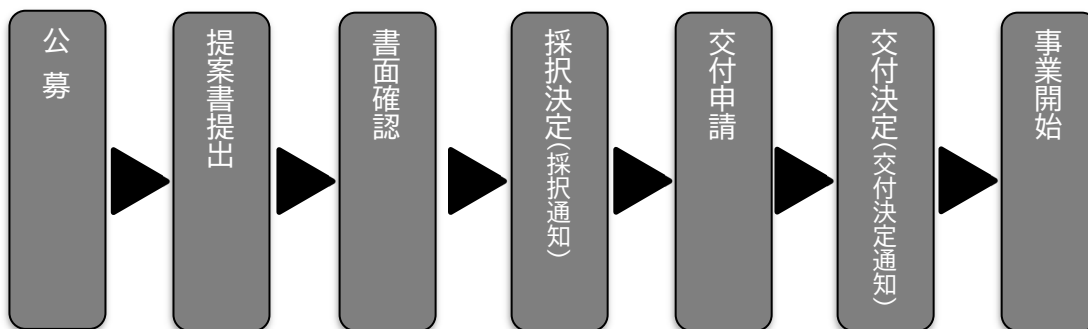 公募
提案書提出
書面確認
採択決定(採択通知)
交付申請
交付決定(交付決定通知)
事業開始